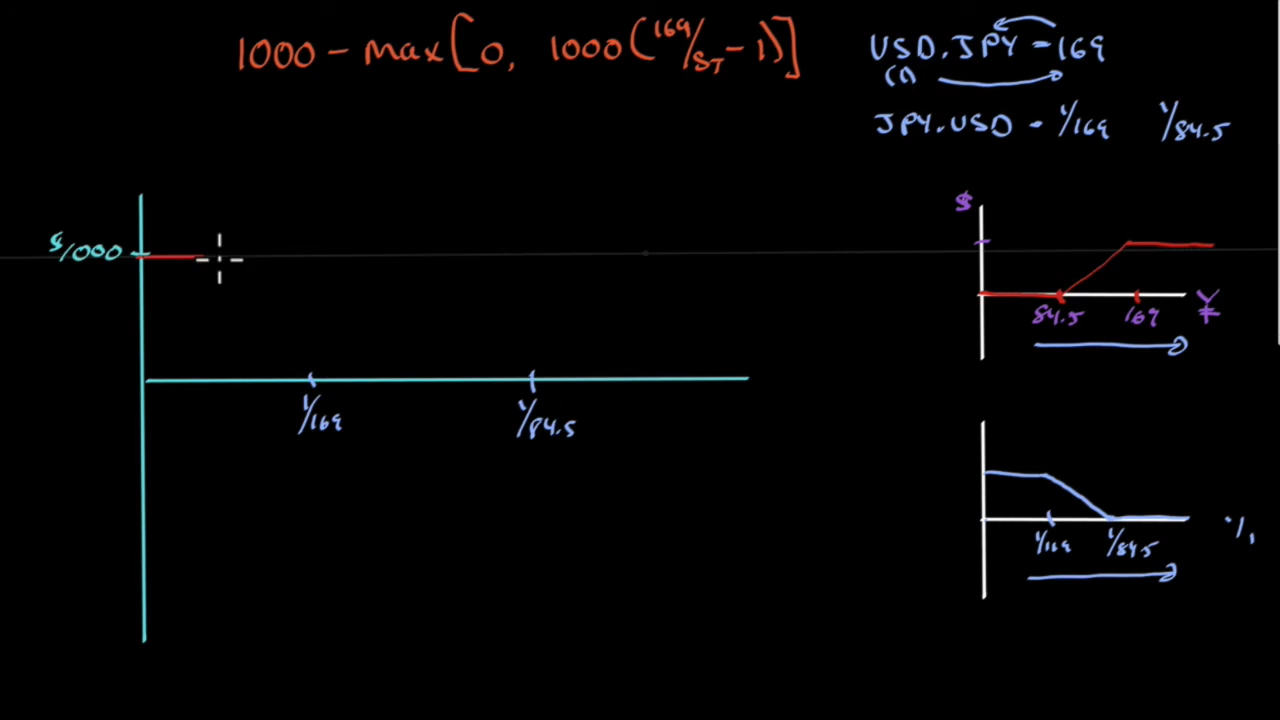 1000 - max[0, 1000(169/ST - 1)]
USD.JPY = 169
JPY.USD = 1/169 1/84.5
$1000
1/169 1/84.5
$
84.5 169 ¥
1/169 1/84.5